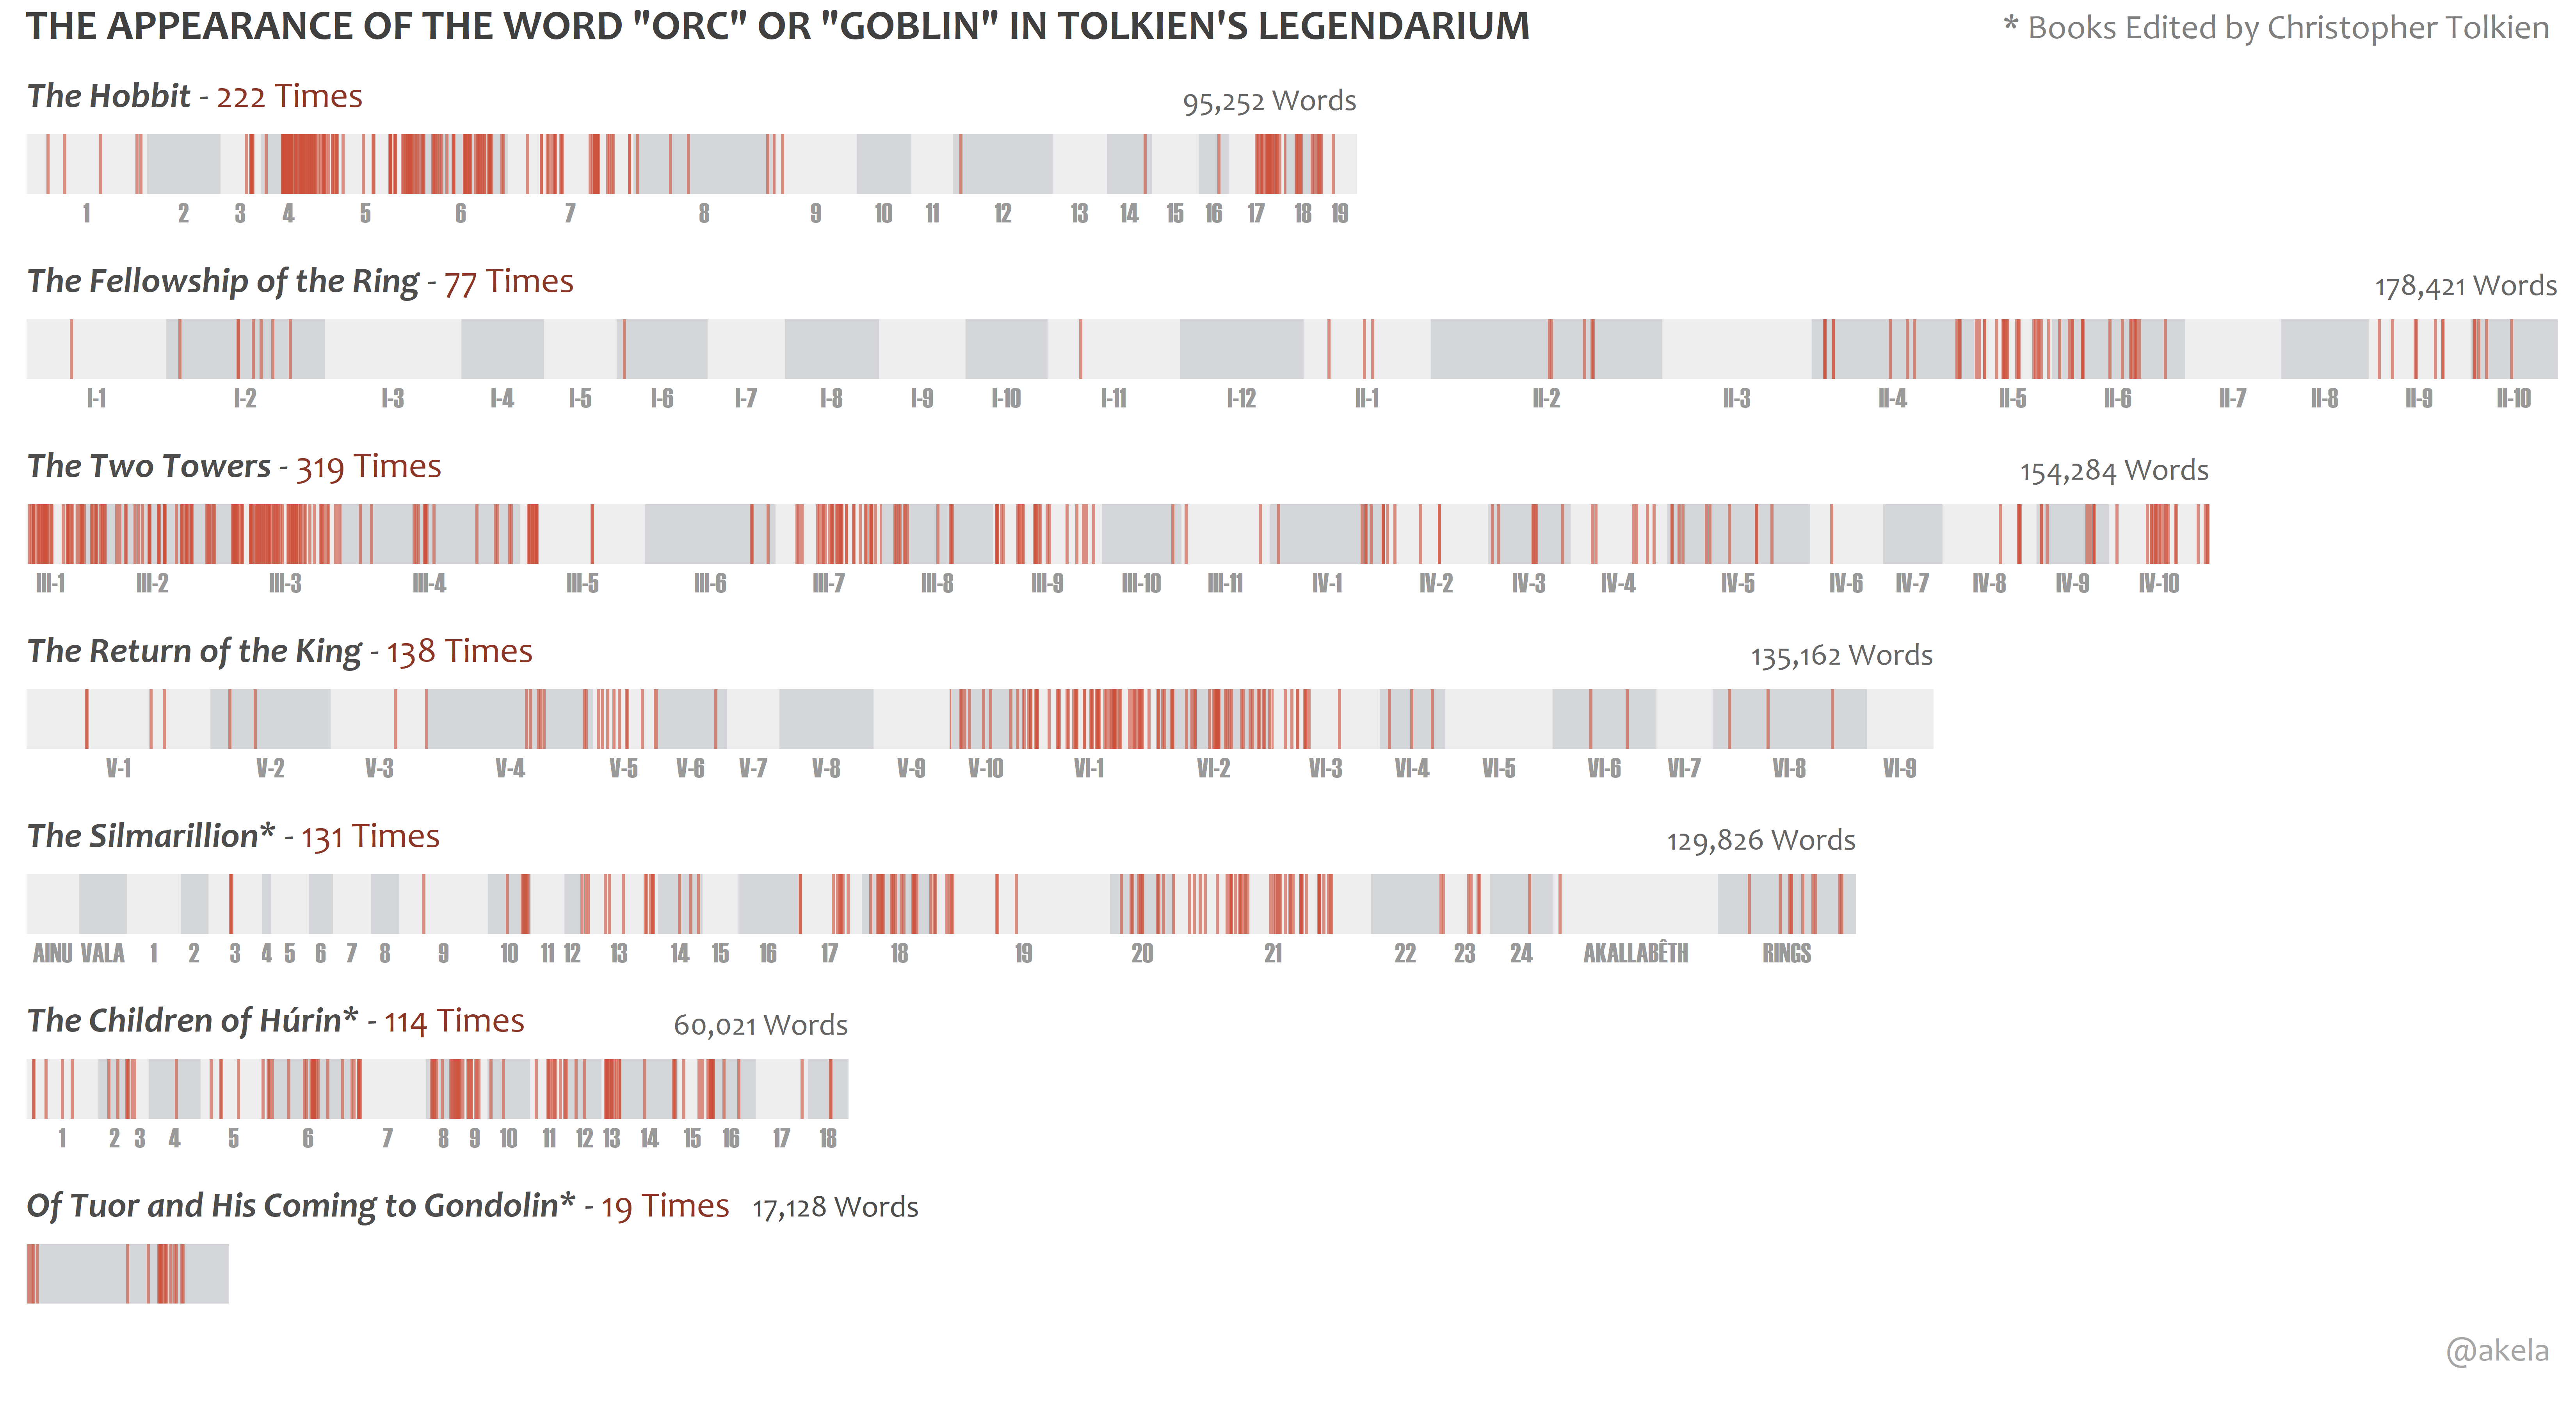 THE APPEARANCE OF THE WORD "ORC" OR "GOBLIN" IN TOLKIEN'S LEGENDARIUM
* Books Edited by Christopher Tolkien
The Hobbit - 222 Times
95,252 Words
1 2 3 4 5 6 7 8 9 10 11 12 13 14 15 16 17 18 19
The Fellowship of the Ring - 77 Times
178,421 Words
I-1 I-2 I-3 I-4 I-5 I-6 I-7 I-8 I-9 I-10 I-11 I-12 II-1 II-2 II-3 II-4 II-5 II-6 II-7 II-8 II-9 II-10
The Two Towers - 319 Times
154,284 Words
III-1 III-2 III-3 III-4 III-5 III-6 III-7 III-8 III-9 III-10 III-11 IV-1 IV-2 IV-3 IV-4 IV-5 IV-6 IV-7 IV-8 IV-9 IV-10
The Return of the King - 138 Times
135,162 Words
V-1 V-2 V-3 V-4 V-5 V-6 V-7 V-8 V-9 V-10 VI-1 VI-2 VI-3 VI-4 VI-5 VI-6 VI-7 VI-8 VI-9
The Silmarillion* - 131 Times
129,826 Words
AINU VALA 1 2 3 4 5 6 7 8 9 10 11 12 13 14 15 16 17 18 19 20 21 22 23 24 AKALLABÊTH RINGS
The Children of Húrin* - 114 Times
60,021 Words
1 2 3 4 5 6 7 8 9 10 11 12 13 14 15 16 17 18
Of Tuor and His Coming to Gondolin* - 19 Times
17,128 Words
@akela